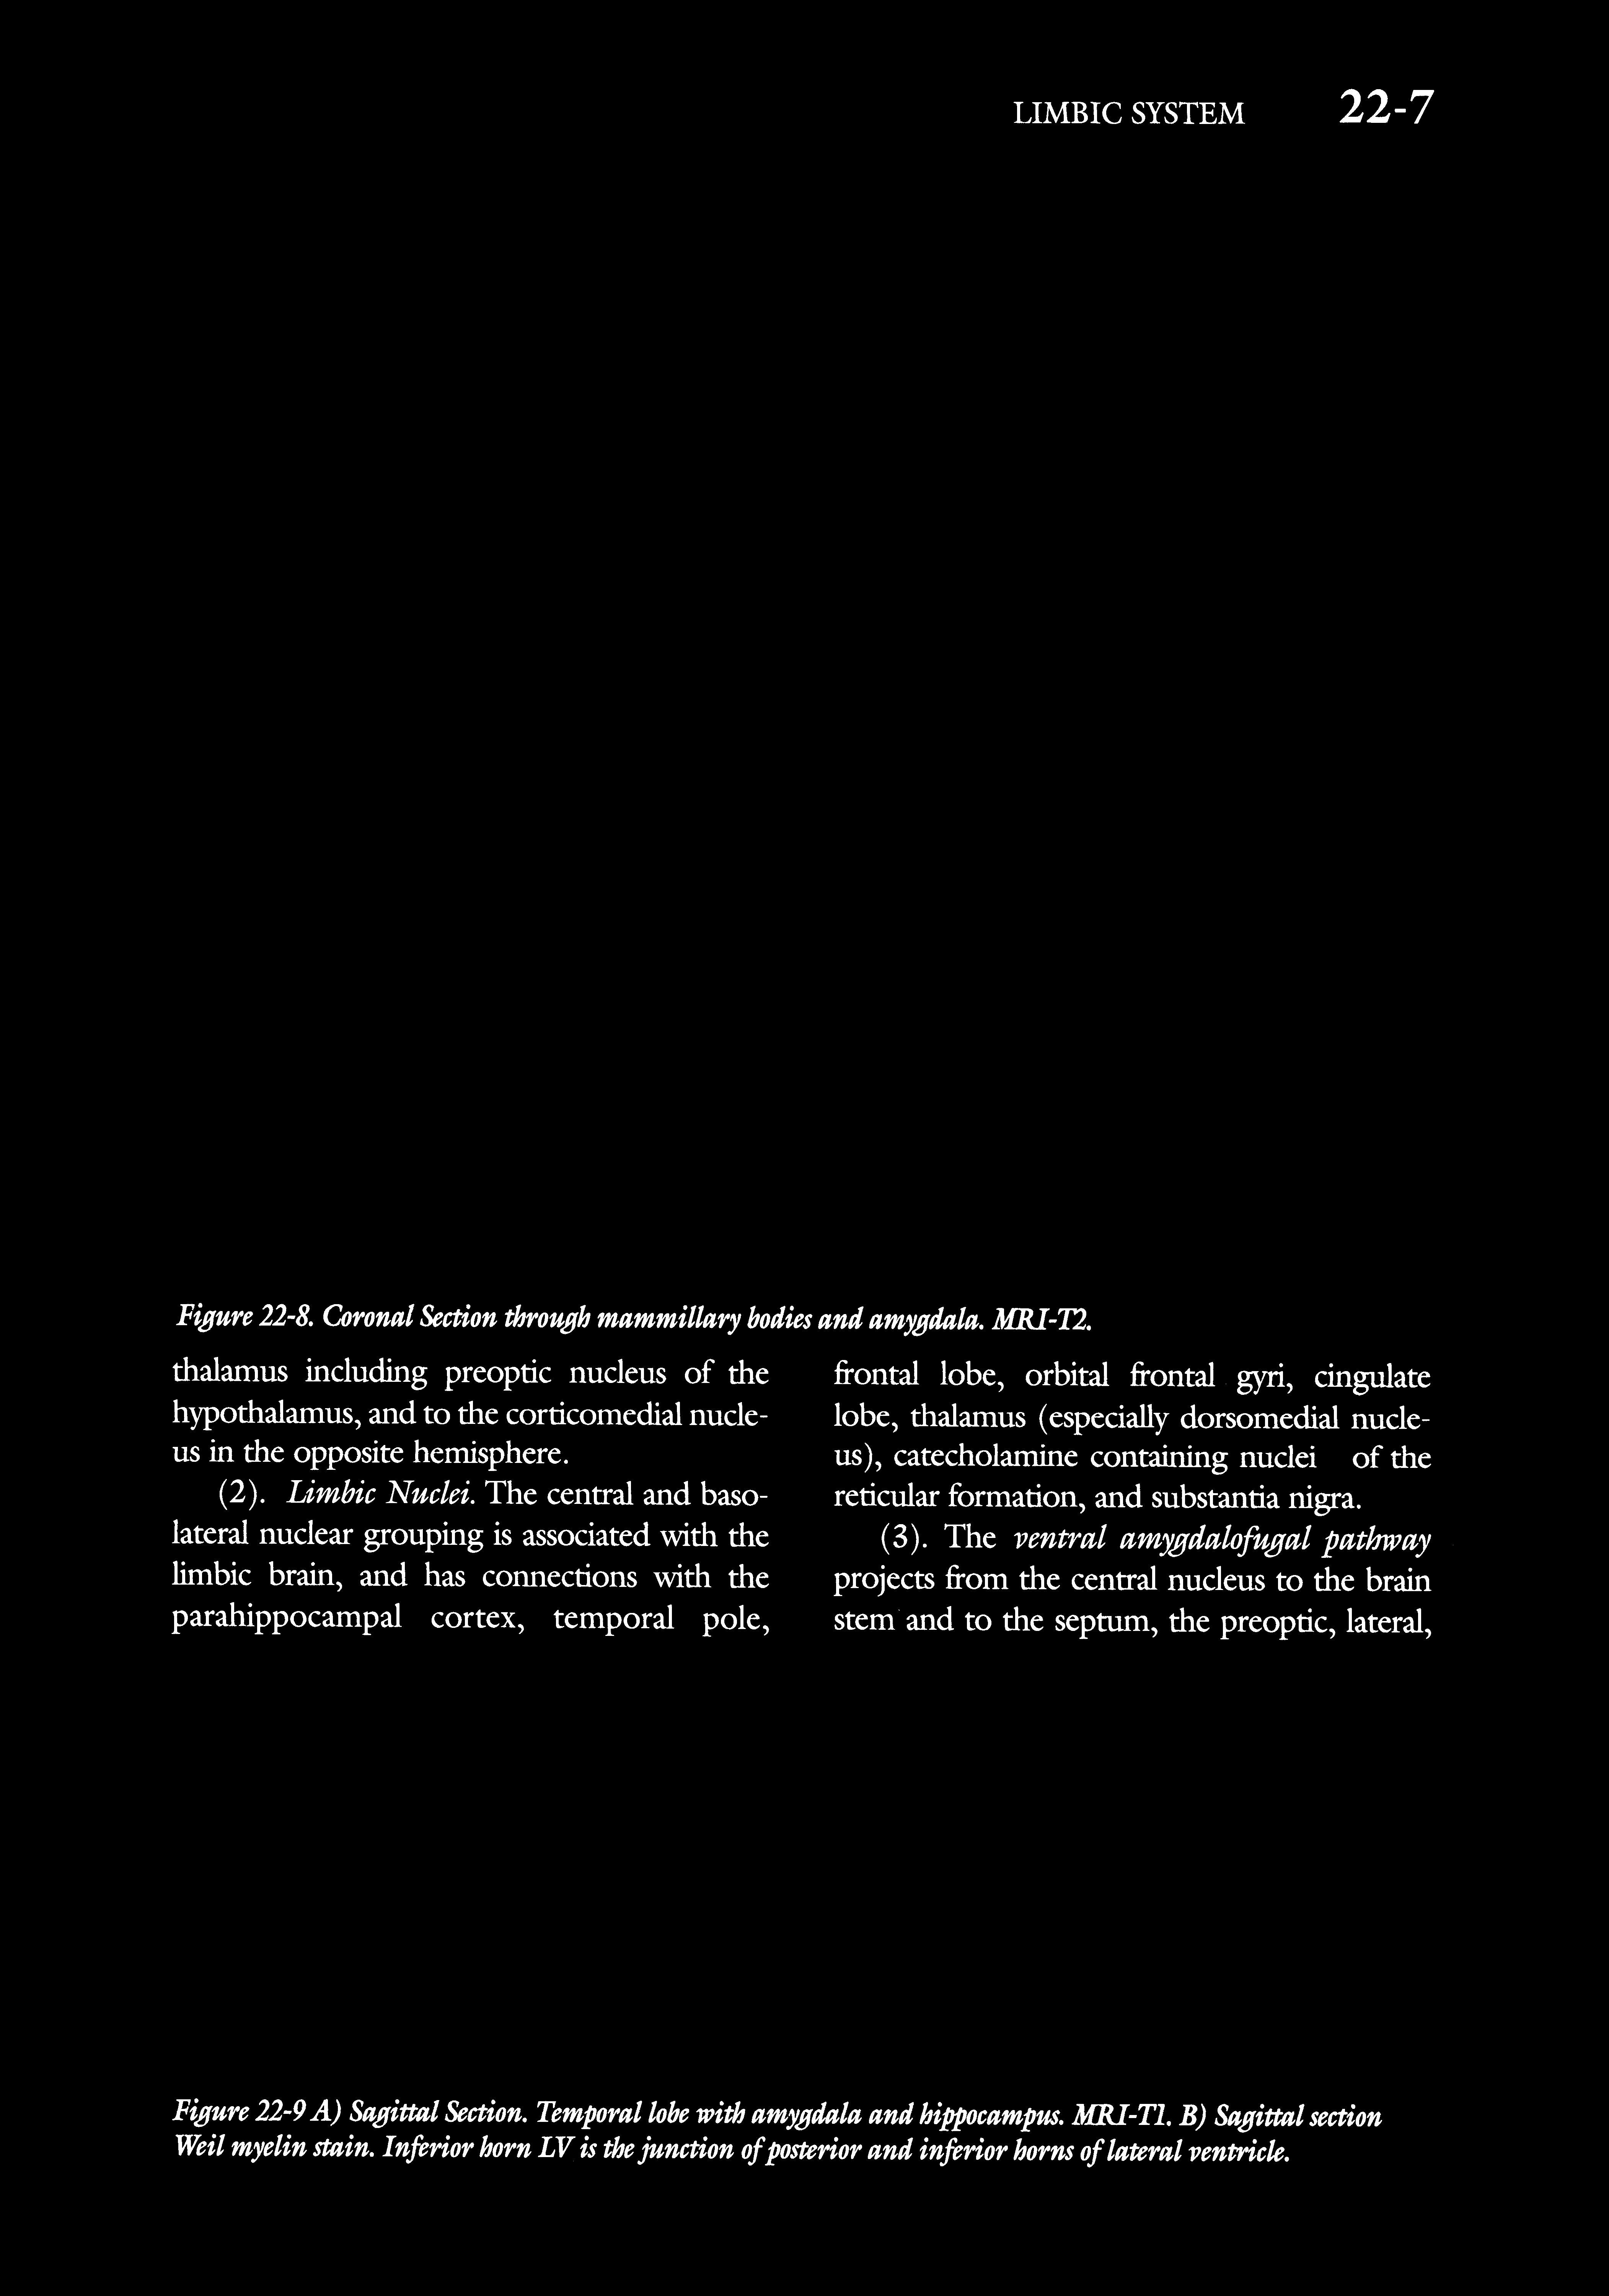 LIMBIC SYSTEM 22-7
Figure 22-8. Coronal Section through mammillary bodies and amygdala. MRI-T2.
thalamus including preoptic nucleus of the
hypothalamus, and to the corticomedial nucle-
us in the opposite hemisphere.
(2). Limbic Nuclei. The central and baso-
lateral nuclear grouping is associated with the
limbic brain, and has connections with the
parahippocampal cortex, temporal pole,
frontal lobe, orbital frontal gyri, cingulate
lobe, thalamus (especially dorsomedial nucle-
us), catecholamine containing nuclei of the
reticular formation, and substantia nigra.
(3). The ventral amygdalofugal pathway
projects from the central nucleus to the brain
stem and to the septum, the preoptic, lateral,
Figure 22-9 A) Sagittal Section. Temporal lobe with amygdala and hippocampus. MRI-T1. B) Sagittal section
Weil myelin stain. Inferior horn LV is the junction of posterior and inferior horns of lateral ventricle.